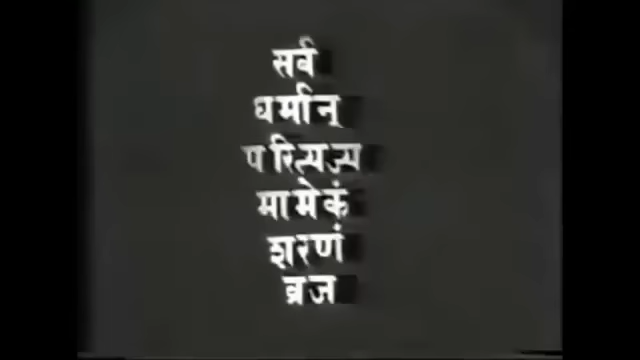 सर्व
धर्मान्
परित्यज्य
मामेकं
शरणं
व्रज